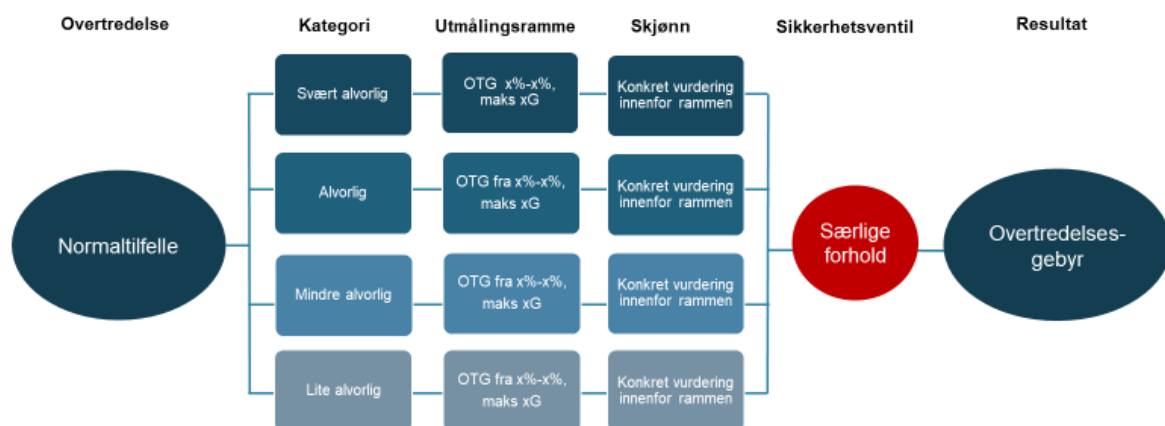 Overtredelse
Kategori
Utmålingsramme
Skjønn
Sikkerhetsventil
Resultat
Normaltilfelle
Svært alvorlig
OTG x%-x%,
maks xG
Konkret vurdering
innenfor rammen
Alvorlig
OTG fra x%-x%,
maks xG
Konkret vurdering
innenfor rammen
Mindre alvorlig
OTG fra x%-x%,
maks xG
Konkret vurdering
innenfor rammen
Lite alvorlig
OTG fra x%-x%,
maks xG
Konkret vurdering
innenfor rammen
Særlige
forhold
Overtredelses-
gebyr